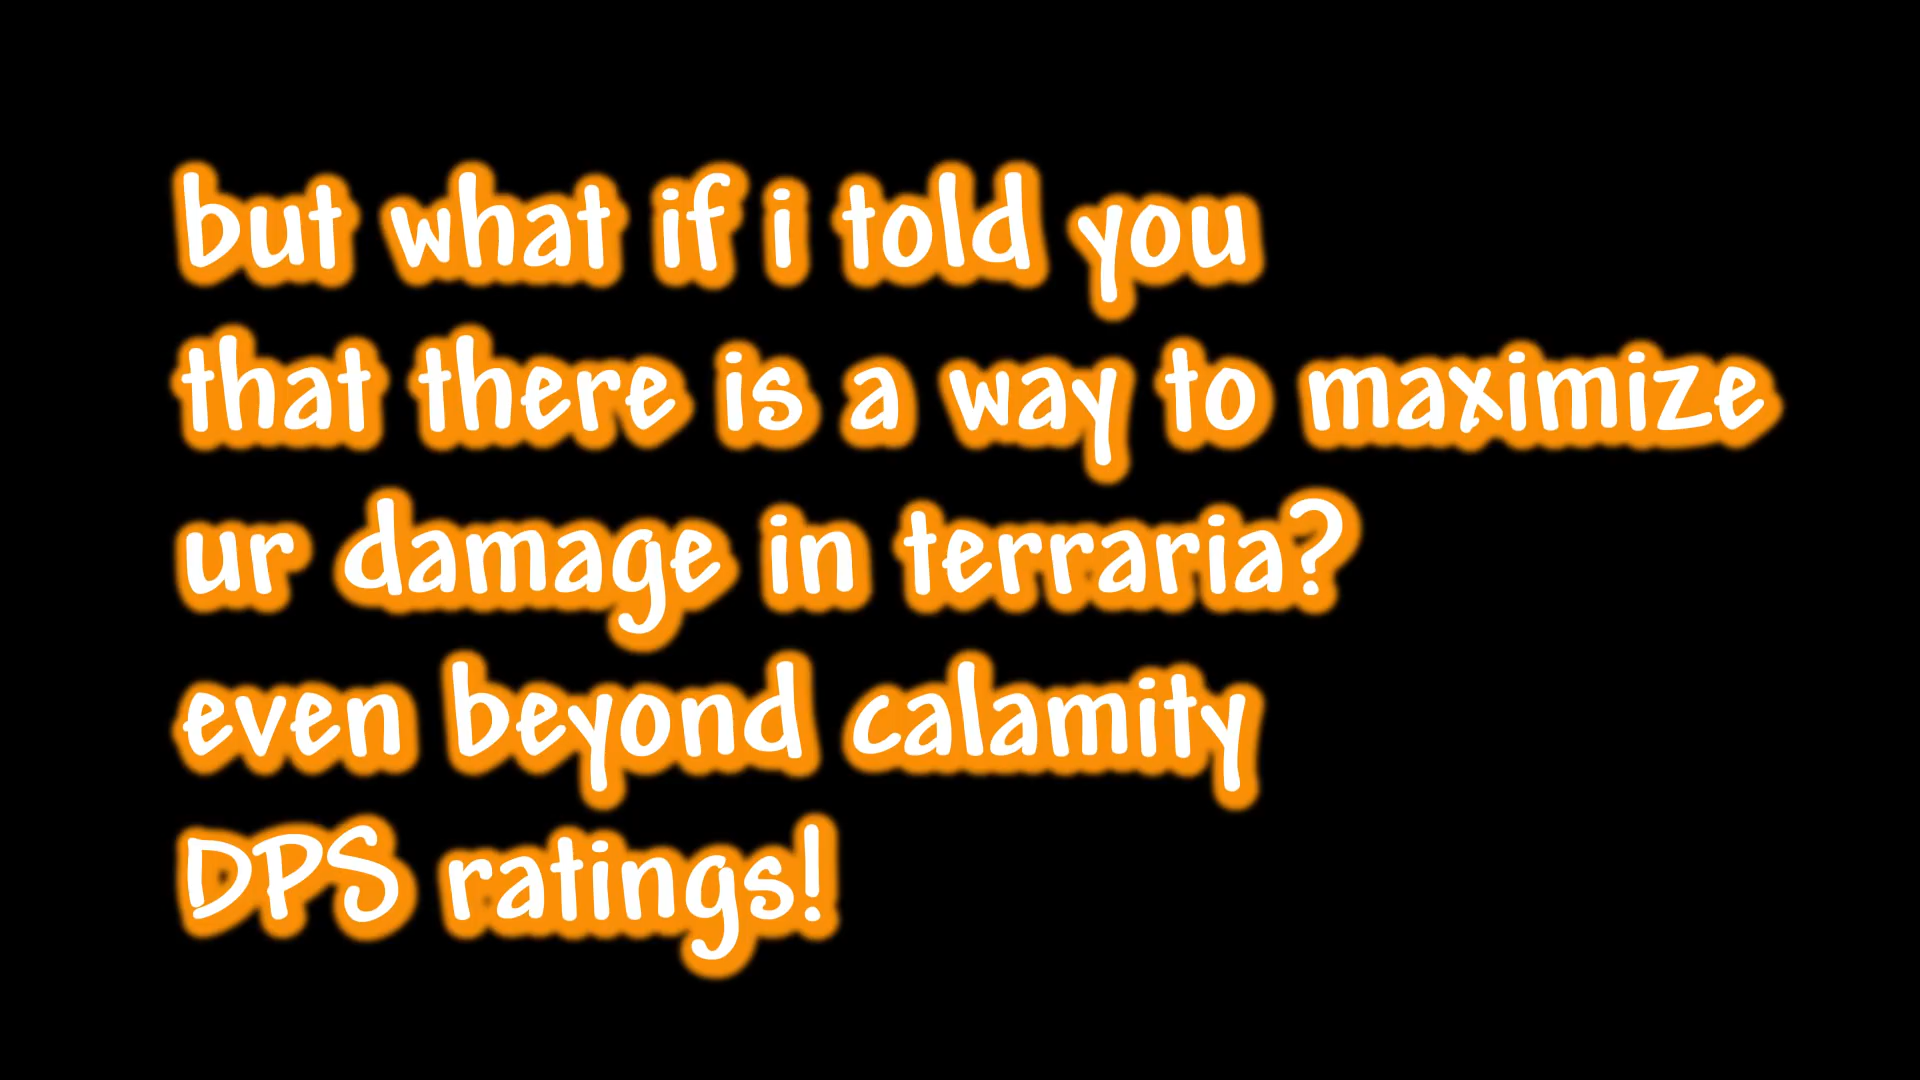 but what if i told you
that there is a way to maximize
ur damage in terraria?
even beyond calamity
DPS ratings!